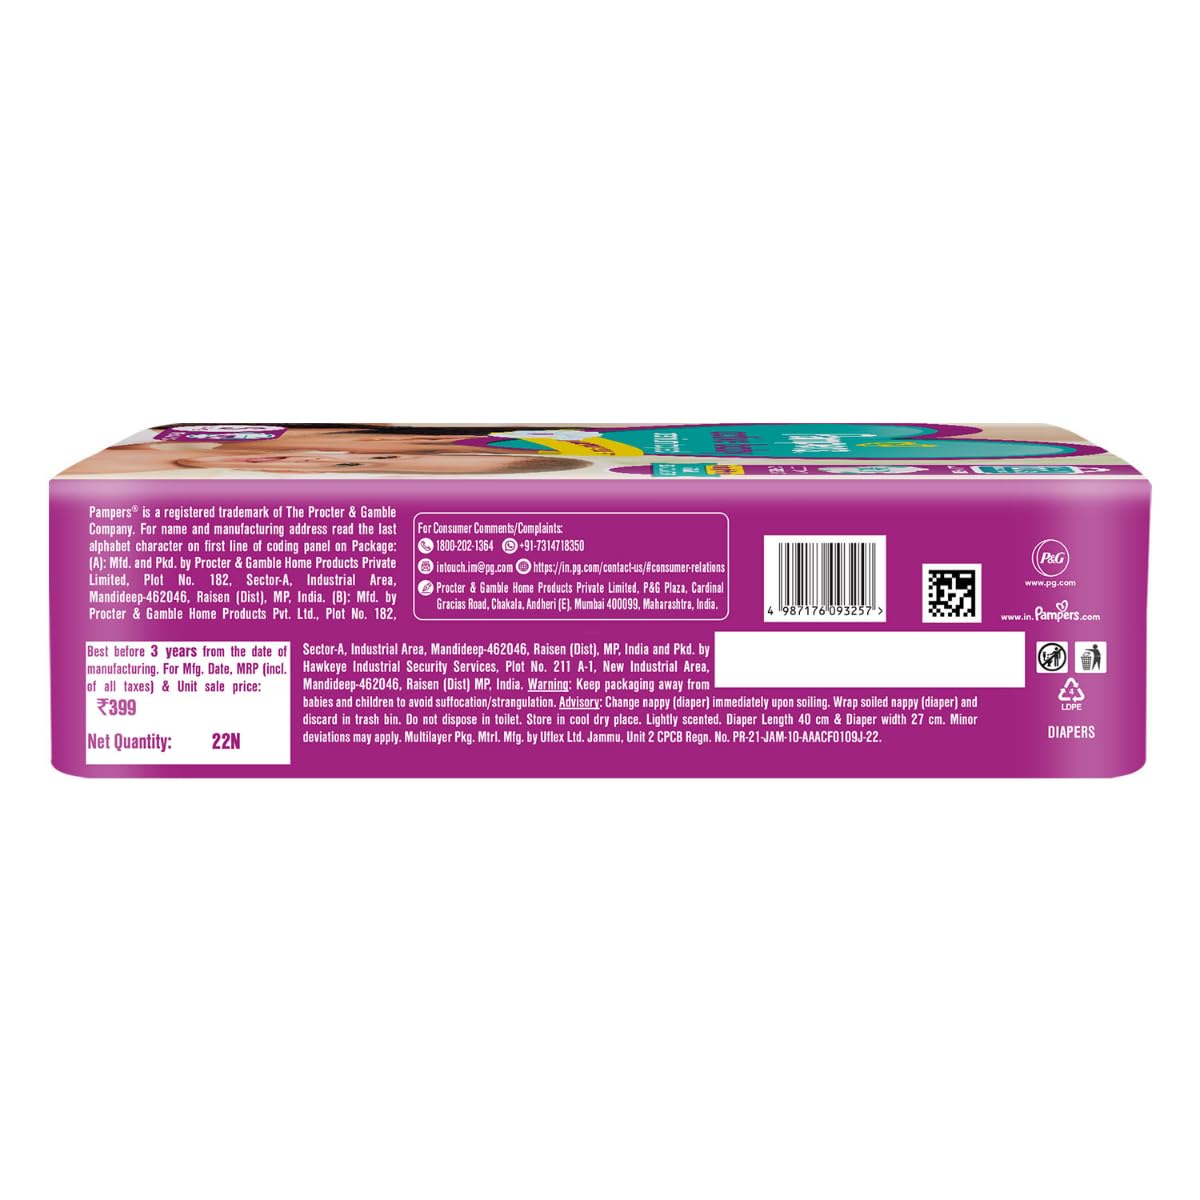 Pampers® is a registered trademark of The Procter & Gamble
Company. For name and manufacturing address read the last
alphabet character on first line of coding panel on Package:
(A): Mfd. and Pkd. by Procter & Gamble Home Products Private
Limited, Plot No. 182, Sector-A, Industrial Area,
Mandideep-462046, Raisen (Dist), MP, India. (B): Mfd. by
Procter & Gamble Home Products Pvt. Ltd., Plot No. 182,
For Consumer Comments/Complaints:
1800-202-1364 +91-7314718350
intouch.im@pg.com https://in.pg.com/contact-us/#consumer-relations
Procter & Gamble Home Products Private Limited, P&G Plaza, Cardinal
Gracias Road, Chakala, Andheri (E), Mumbai 400099, Maharashtra, India.
4 987176 093257 >
P&G
www.pg.com
www.in.Pampers.com
Best before 3 years from the date of
manufacturing. For Mfg. Date, MRP (incl.
of all taxes) & Unit sale price:
₹399
Net Quantity: 22N
Sector-A, Industrial Area, Mandideep-462046, Raisen (Dist), MP, India and Pkd. by
Hawkeye Industrial Security Services, Plot No. 211 A-1, New Industrial Area,
Mandideep-462046, Raisen (Dist) MP, India. Warning: Keep packaging away from
babies and children to avoid suffocation/strangulation. Advisory: Change nappy (diaper) immediately upon soiling. Wrap soiled nappy (diaper) and
discard in trash bin. Do not dispose in toilet. Store in cool dry place. Lightly scented. Diaper Length 40 cm & Diaper width 27 cm. Minor
deviations may apply. Multilayer Pkg. Mtrl. Mfg. by Uflex Ltd. Jammu, Unit 2 CPCB Regn. No. PR-21-JAM-10-AAACF0109J-22.
4
LDPE
DIAPERS